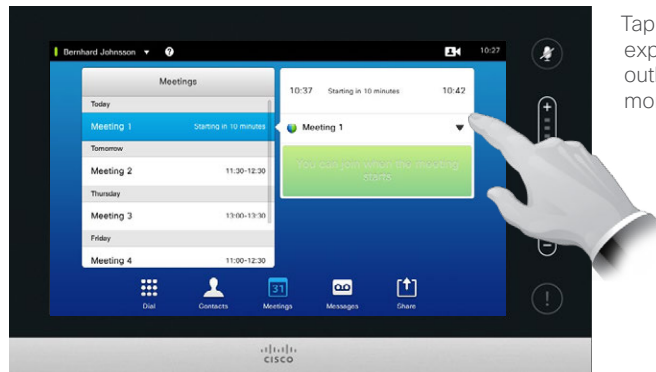 Bernhard Johnsson ▼ ? 10:27
Meetings
Today
Meeting 1 Starting in 10 minutes
Tomorrow
Meeting 2 11:30-12:30
Thursday
Meeting 3 13:00-13:30
Friday
Meeting 4 11:00-12:30
10:37 Starting in 10 minutes 10:42
Meeting 1 ▼
You can join when the meeting
starts
31
Dial Contacts Meetings Messages Share
+
−
!
CISCO
Tap
exp
outl
mo